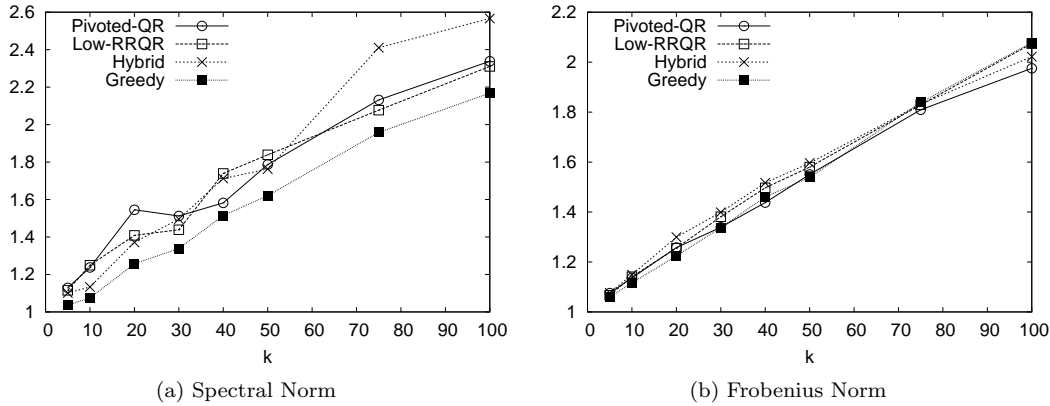 2.6
2.4
2.2
2
1.8
1.6
1.4
1.2
1
Pivoted-QR
Low-RRQR
Hybrid
Greedy
0 10 20 30 40 50 60 70 80 90 100
k
(a) Spectral Norm
2.2
2
1.8
1.6
1.4
1.2
1
Pivoted-QR
Low-RRQR
Hybrid
Greedy
0 10 20 30 40 50 60 70 80 90 100
k
(b) Frobenius Norm